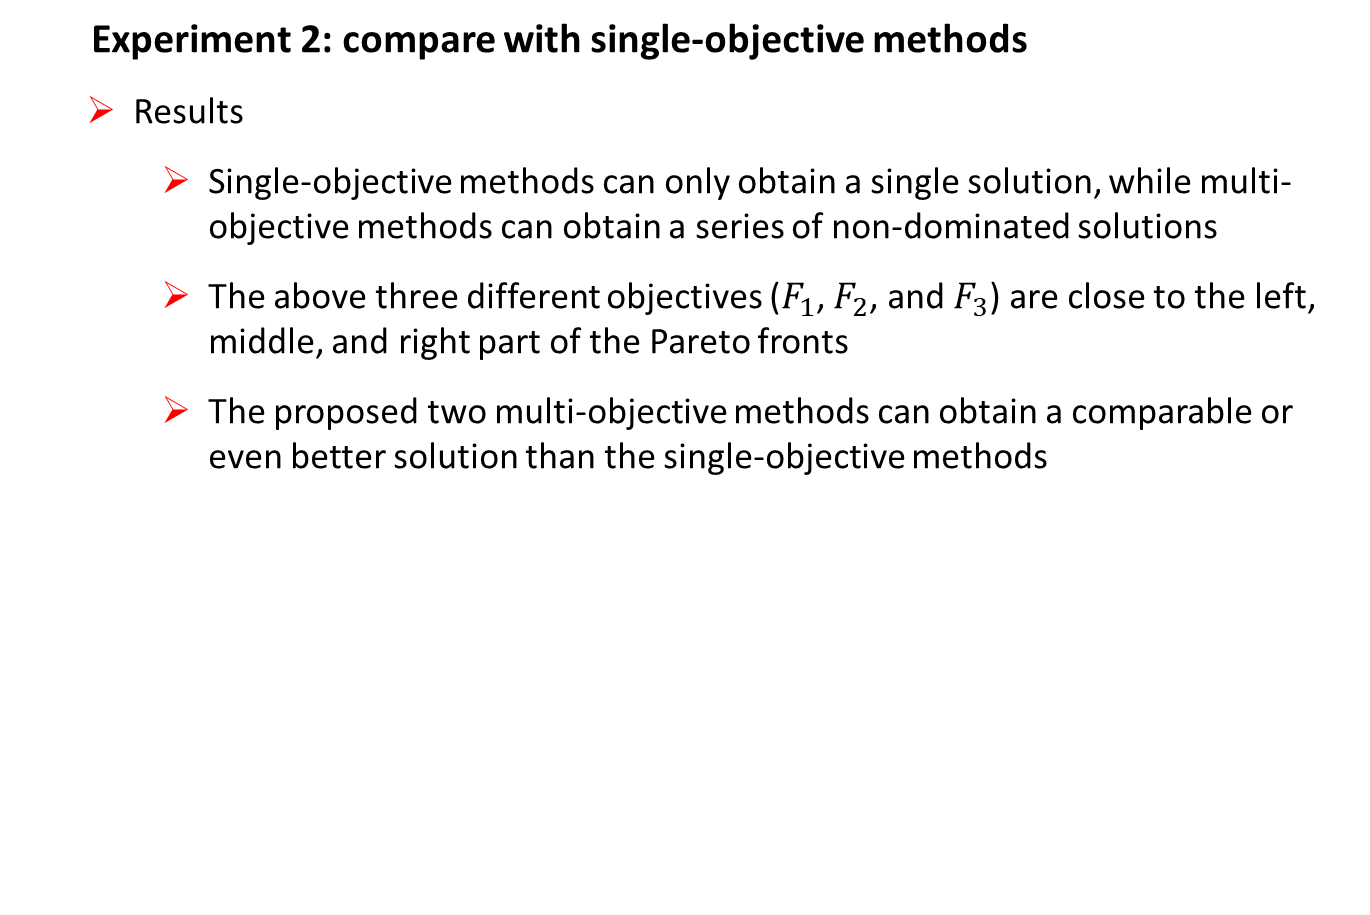 Experiment 2: compare with single-objective methods
Results
Single-objective methods can only obtain a single solution, while multi-
objective methods can obtain a series of non-dominated solutions
The above three different objectives (F₁, F₂, and F₃) are close to the left,
middle, and right part of the Pareto fronts
The proposed two multi-objective methods can obtain a comparable or
even better solution than the single-objective methods